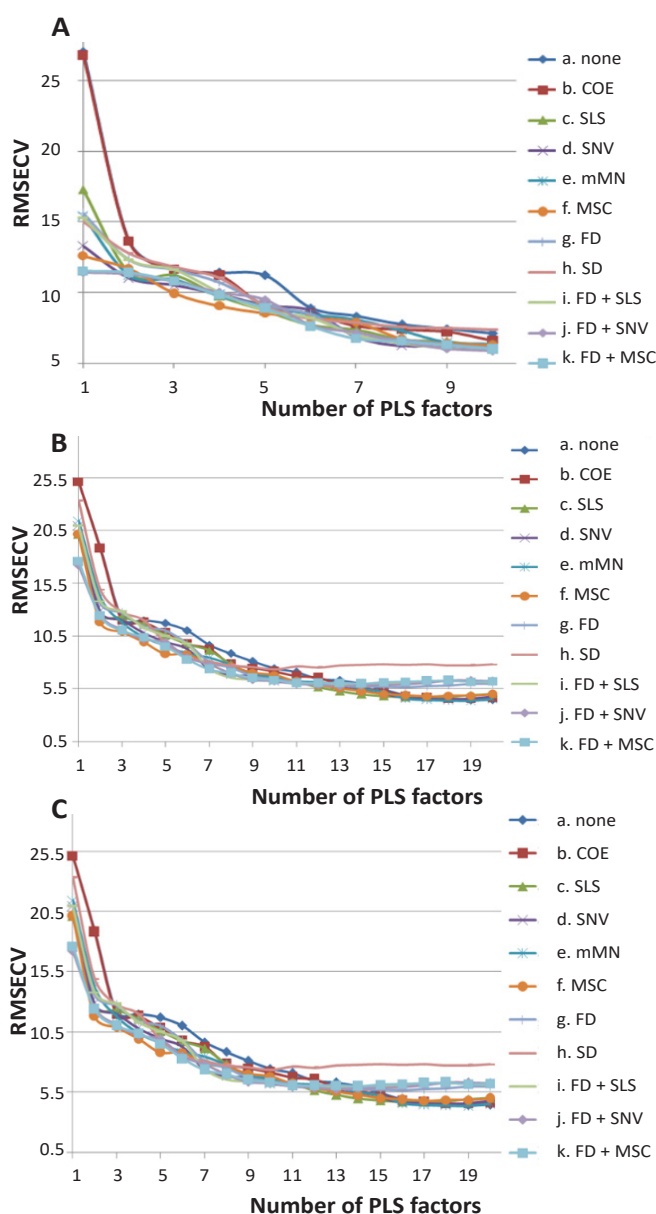 A
RMSECV
25
20
15
10
5
1
3
5
7
9
Number of PLS factors
a. none
b. COE
c. SLS
d. SNV
e. mMN
f. MSC
g. FD
h. SD
i. FD + SLS
j. FD + SNV
k. FD + MSC
B
RMSECV
25.5
20.5
15.5
10.5
5.5
0.5
1
3
5
7
9
11
13
15
17
19
Number of PLS factors
a. none
b. COE
c. SLS
d. SNV
e. mMN
f. MSC
g. FD
h. SD
i. FD + SLS
j. FD + SNV
k. FD + MSC
C
RMSECV
25.5
20.5
15.5
10.5
5.5
0.5
1
3
5
7
9
11
13
15
17
19
Number of PLS factors
a. none
b. COE
c. SLS
d. SNV
e. mMN
f. MSC
g. FD
h. SD
i. FD + SLS
j. FD + SNV
k. FD + MSC